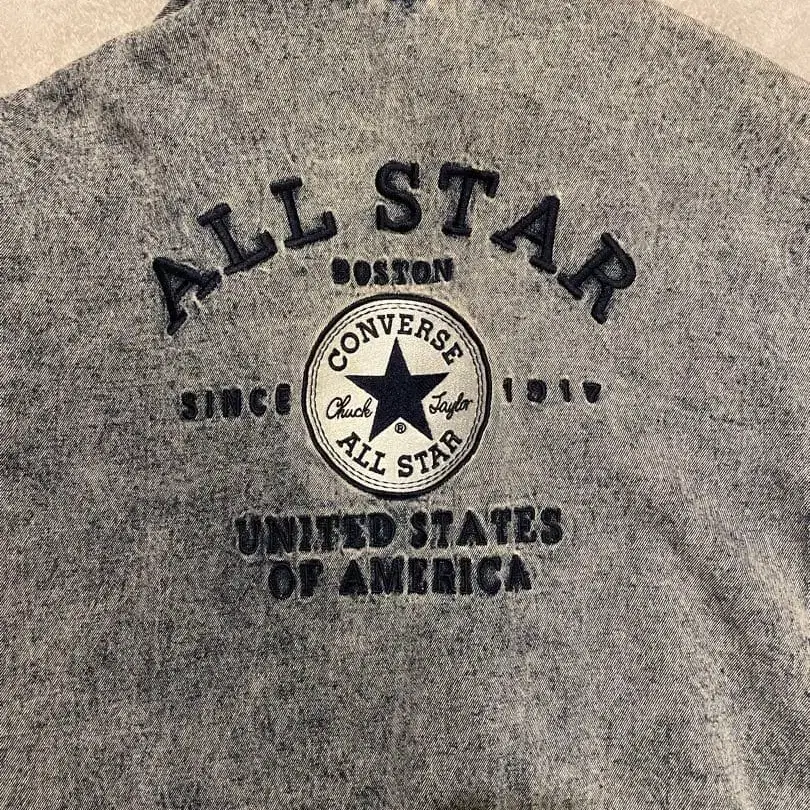 ALL STAR
BOSTON
CONVERSE
SINCE
Chuck Taylor
1917
®
ALL STAR
UNITED STATES
OF AMERICA